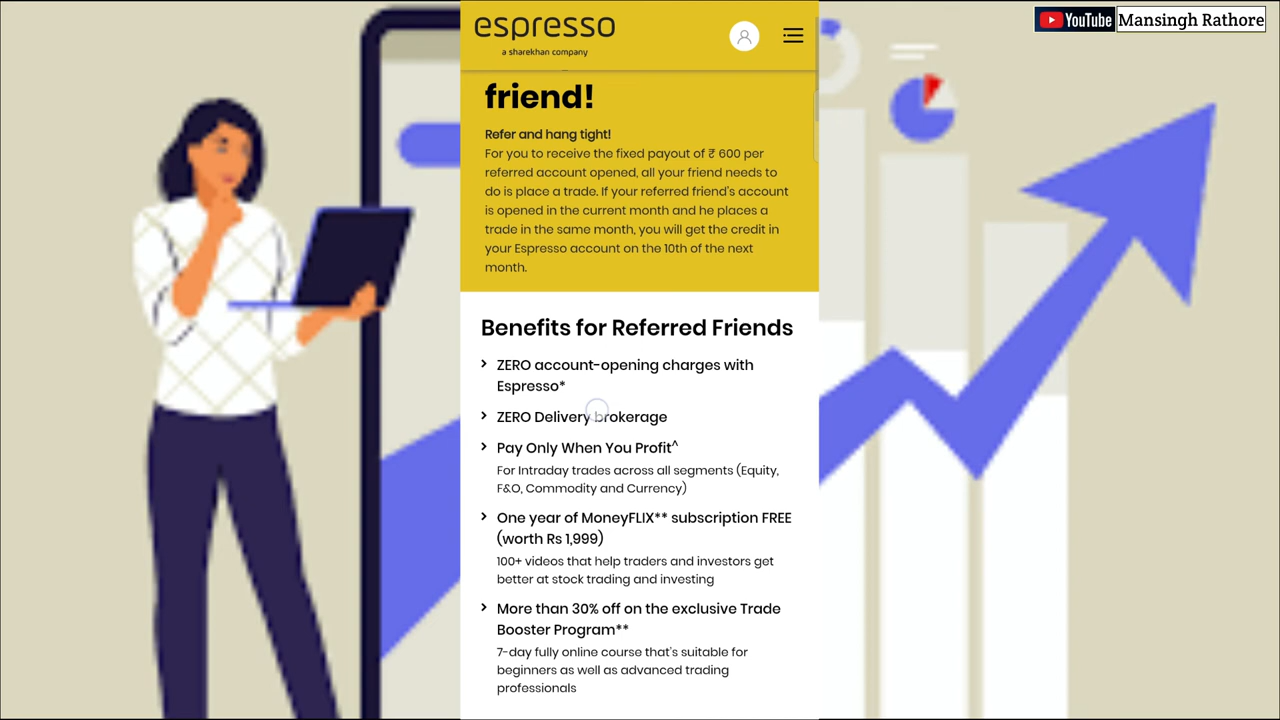 YouTube Mansingh Rathore
espresso
a sharekhan company
friend!
Refer and hang tight!
For you to receive the fixed payout of ₹ 600 per
referred account opened, all your friend needs to
do is place a trade. If your referred friend's account
is opened in the current month and he places a
trade in the same month, you will get the credit in
your Espresso account on the 10th of the next
month.
Benefits for Referred Friends
ZERO account-opening charges with
Espresso*
ZERO Delivery brokerage
Pay Only When You Profit^
For Intraday trades across all segments (Equity,
F&O, Commodity and Currency)
One year of MoneyFLIX** subscription FREE
(worth Rs 1,999)
100+ videos that help traders and investors get
better at stock trading and investing
More than 30% off on the exclusive Trade
Booster Program**
7-day fully online course that's suitable for
beginners as well as advanced trading
professionals